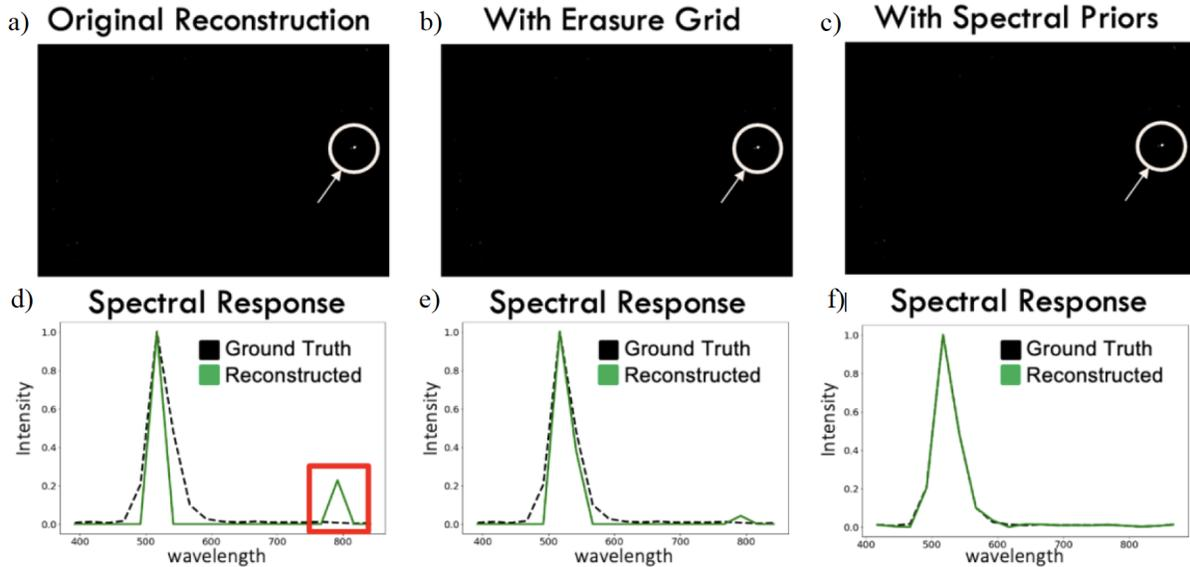 a) Original Reconstruction
b) With Erasure Grid
c) With Spectral Priors
d) Spectral Response
1.0
0.8
0.6
0.4
0.2
0.0
Intensity
Ground Truth
Reconstructed
400 500 600 700 800
wavelength
e) Spectral Response
1.0
0.8
0.6
0.4
0.2
0.0
Intensity
Ground Truth
Reconstructed
400 500 600 700 800
wavelength
f) Spectral Response
1.0
0.8
0.6
0.4
0.2
0.0
Intensity
Ground Truth
Reconstructed
400 500 600 700 800
wavelength